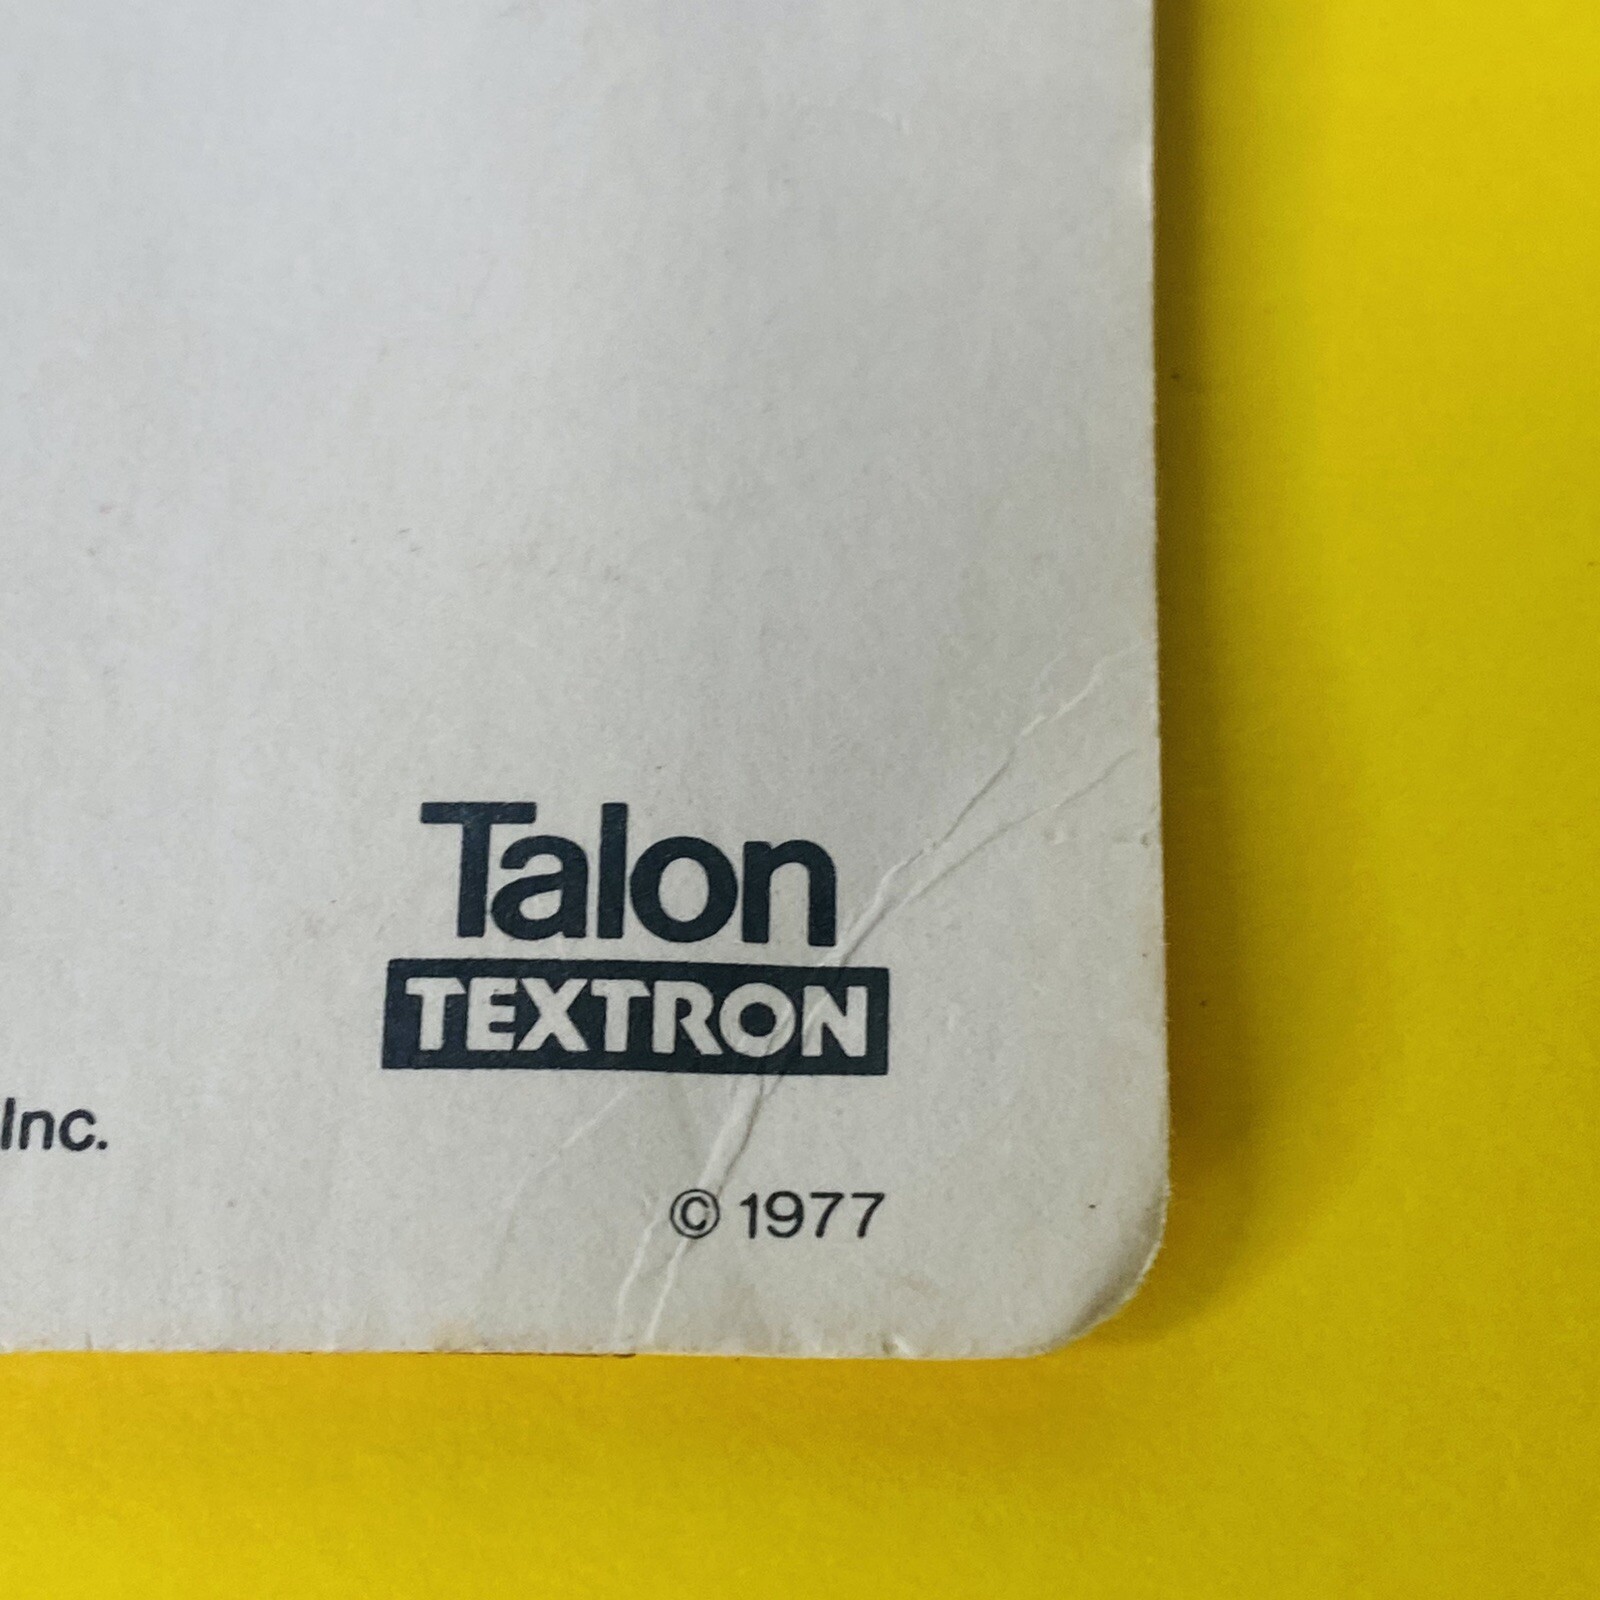 Talon
TEXTRON
Inc.
© 1977